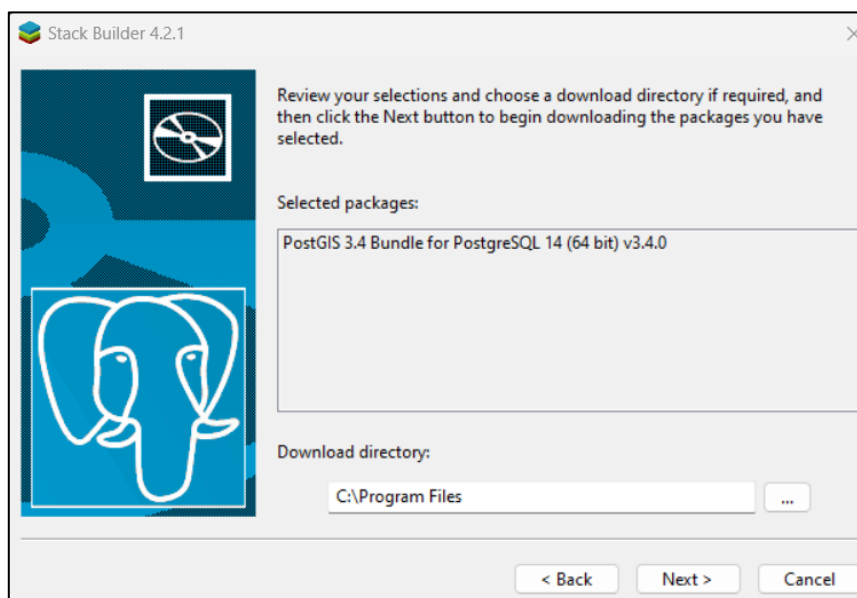 Stack Builder 4.2.1
Review your selections and choose a download directory if required, and
then click the Next button to begin downloading the packages you have
selected.
Selected packages:
PostGIS 3.4 Bundle for PostgreSQL 14 (64 bit) v3.4.0
Download directory:
C:\Program Files
...
< Back
Next >
Cancel